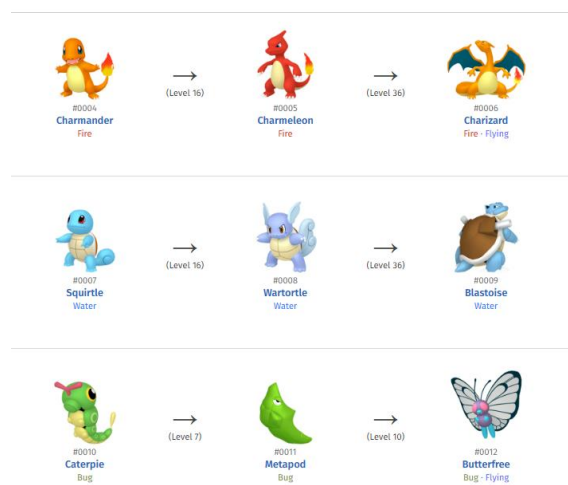 → →
(Level 16) (Level 36)
#0004 #0005 #0006
Charmander Charmeleon Charizard
Fire Fire Fire · Flying
→ →
(Level 16) (Level 36)
#0007 #0008 #0009
Squirtle Wartortle Blastoise
Water Water Water
→ →
(Level 7) (Level 10)
#0010 #0011 #0012
Caterpie Metapod Butterfree
Bug Bug Bug · Flying